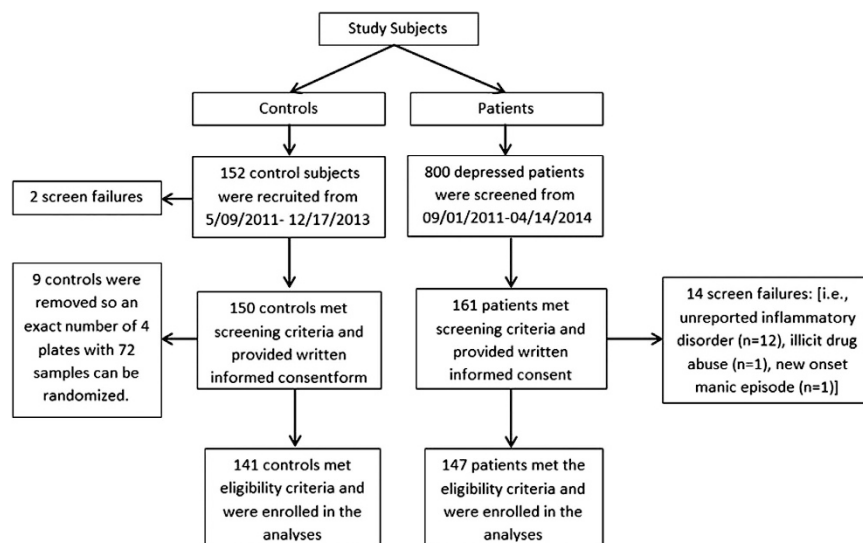 Study Subjects
Controls
Patients
152 control subjects
were recruited from
5/09/2011- 12/17/2013
800 depressed patients
were screened from
09/01/2011-04/14/2014
2 screen failures
9 controls were
removed so an
exact number of 4
plates with 72
samples can be
randomized.
150 controls met
screening criteria and
provided written
informed consentform
161 patients met
screening criteria and
provided written
informed consent
14 screen failures: [i.e.,
unreported inflammatory
disorder (n=12), illicit drug
abuse (n=1), new onset
manic episode (n=1)]
141 controls met
eligibility criteria and
were enrolled in the
analyses
147 patients met the
eligibility criteria and
were enrolled in the
analyses